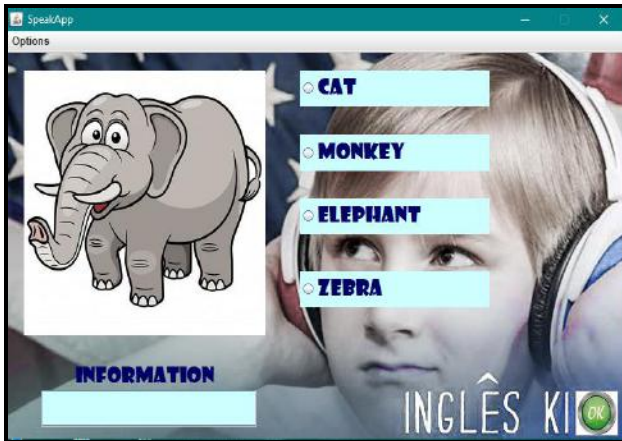 SpeakApp
Options
CAT
MONKEY
ELEPHANT
ZEBRA
INFORMATION
INGLÊS KI
OK